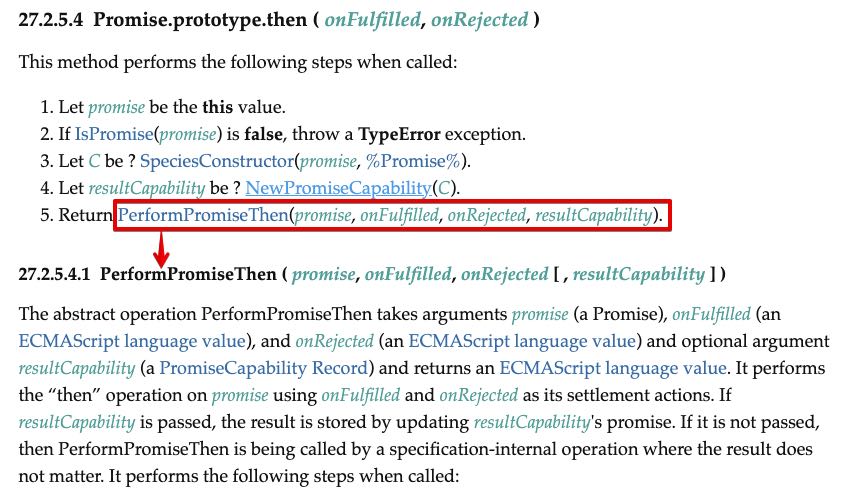 27.2.5.4 Promise.prototype.then ( onFulfilled, onRejected )
This method performs the following steps when called:
1. Let promise be the this value.
2. If IsPromise(promise) is false, throw a TypeError exception.
3. Let C be ? SpeciesConstructor(promise, %Promise%).
4. Let resultCapability be ? NewPromiseCapability(C).
5. Return PerformPromiseThen(promise, onFulfilled, onRejected, resultCapability).
27.2.5.4.1 PerformPromiseThen ( promise, onFulfilled, onRejected [ , resultCapability ] )
The abstract operation PerformPromiseThen takes arguments promise (a Promise), onFulfilled (an
ECMAScript language value), and onRejected (an ECMAScript language value) and optional argument
resultCapability (a PromiseCapability Record) and returns an ECMAScript language value. It performs
the “then” operation on promise using onFulfilled and onRejected as its settlement actions. If
resultCapability is passed, the result is stored by updating resultCapability's promise. If it is not passed,
then PerformPromiseThen is being called by a specification-internal operation where the result does
not matter. It performs the following steps when called: